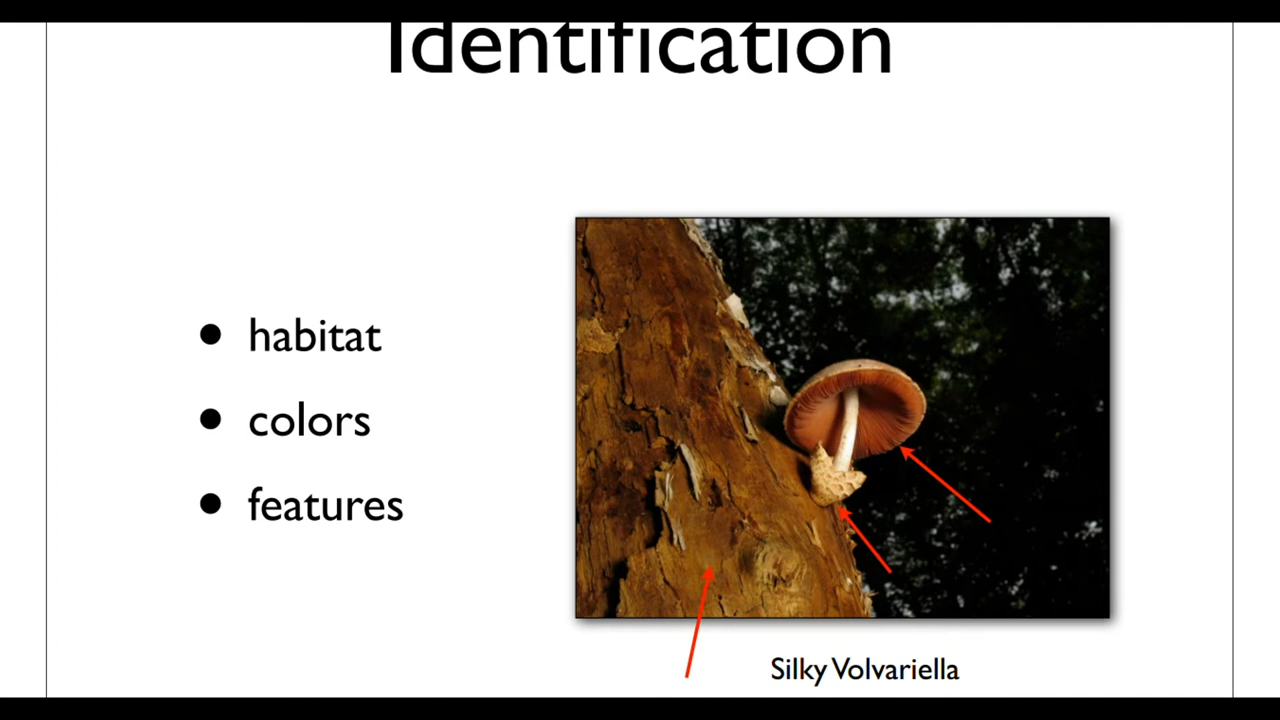 Identification
• habitat
• colors
• features
Silky Volvariella